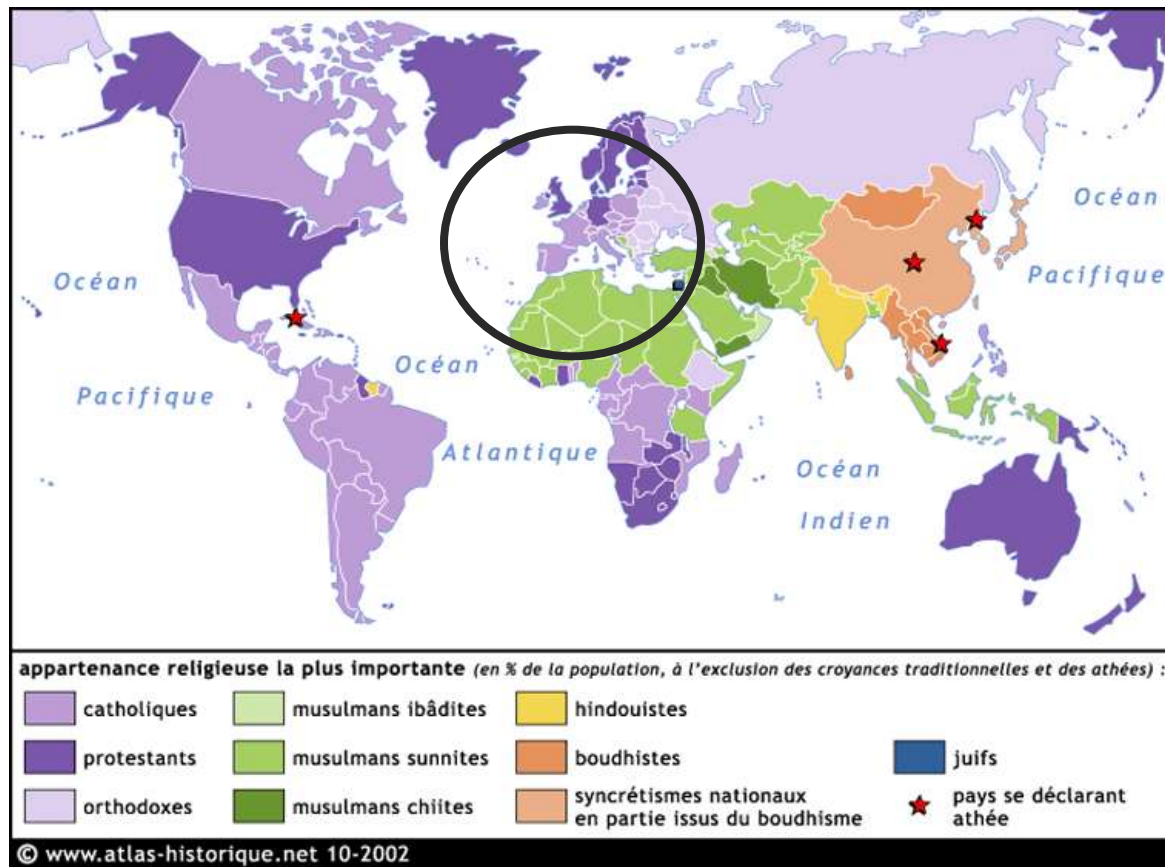 Océan
Pacifique
Océan
Pacifique
Océan
Atlantique
Océan
Indien
appartenance religieuse la plus importante (en % de la population, à l'exclusion des croyances traditionnelles et des athées) :
catholiques
musulmans ibâdites
hindouistes
protestants
musulmans sunnites
boudhistes
juifs
orthodoxes
musulmans chiites
syncrétismes nationaux
en partie issus du boudhisme
pays se déclarant
athée
© www.atlas-historique.net 10-2002